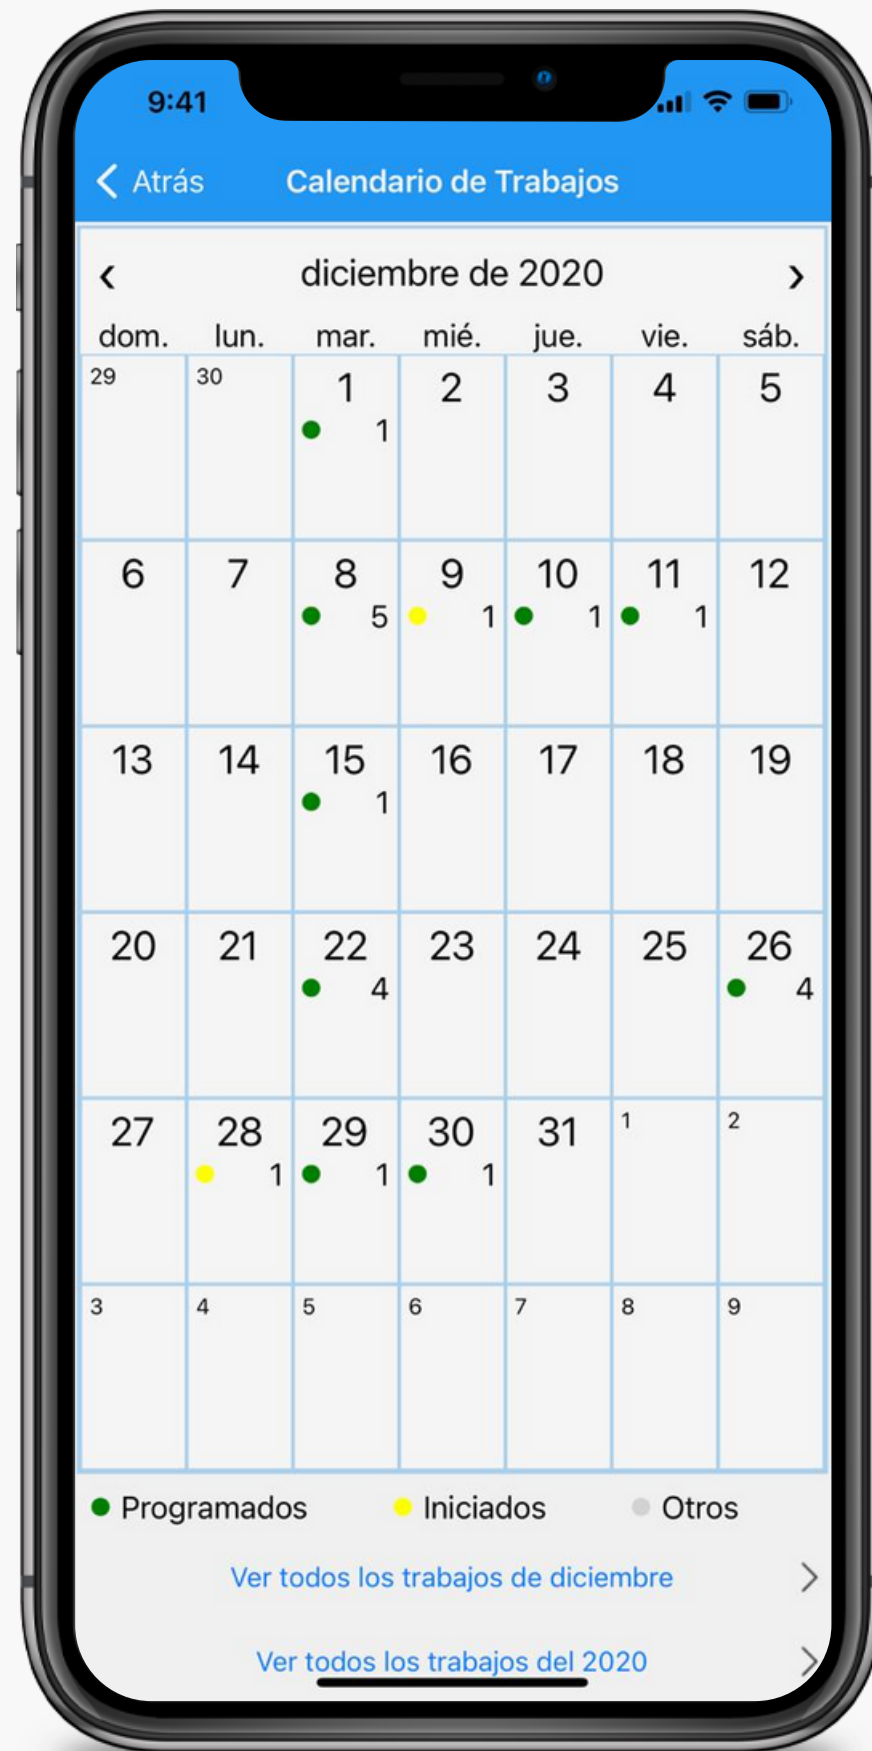 9:41
Atrás Calendario de Trabajos
diciembre de 2020
dom. lun. mar. mié. jue. vie. sáb.
29 30 1 2 3 4 5
1
6 7 8 9 10 11 12
5 1 1 1
13 14 15 16 17 18 19
1
20 21 22 23 24 25 26
4 4
27 28 29 30 31 1 2
1 1 1
3 4 5 6 7 8 9
Programados Iniciados Otros
Ver todos los trabajos de diciembre
Ver todos los trabajos del 2020